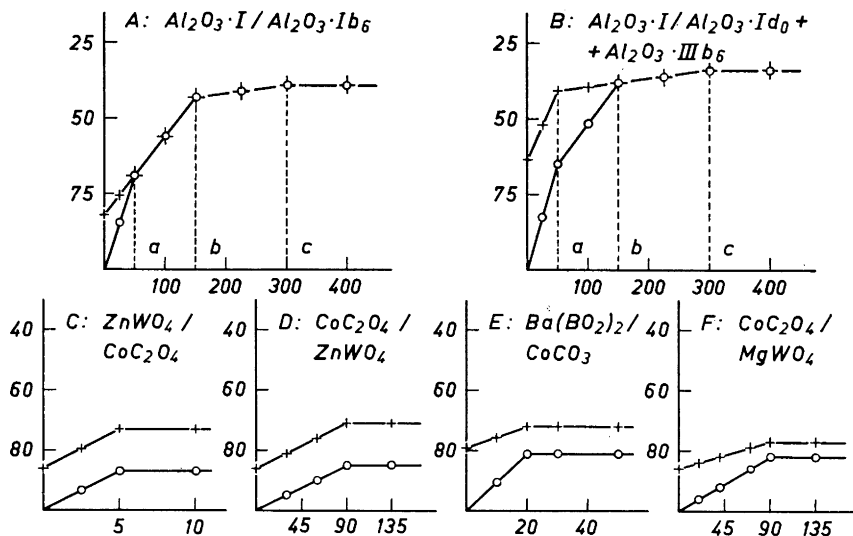 A: Al₂O₃·I / Al₂O₃·Ib₆
25
50
75
a b c
100 200 300 400
B: Al₂O₃·I / Al₂O₃·Id₀ +
+ Al₂O₃·IIIb₆
25
50
75
a b c
100 200 300 400
C: ZnWO₄ /
CoC₂O₄
40
60
80
5 10
D: CoC₂O₄ /
ZnWO₄
40
60
80
45 90 135
E: Ba(BO₂)₂ /
CoCO₃
40
60
80
20 40
F: CoC₂O₄ /
MgWO₄
40
60
80
45 90 135